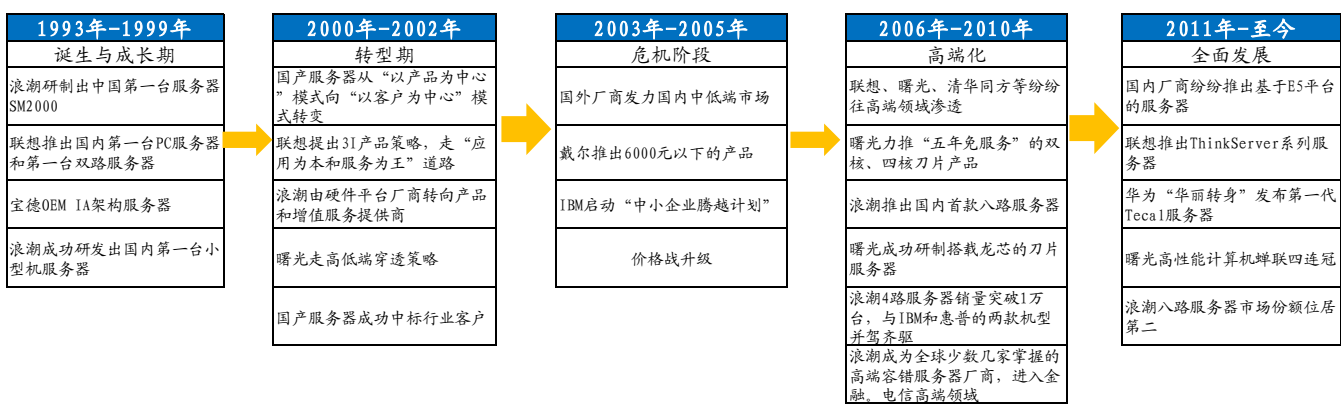 1993年-1999年
诞生与成长期
浪潮研制出中国第一台服务器
SM2000
联想推出国内第一台PC服务器
和第一台双路服务器
宝德OEM IA架构服务器
浪潮成功研发出国内第一台小
型机服务器
2000年-2002年
转型期
国产服务器从“以产品为中心
”模式向“以客户为中心”模
式转变
联想提出3I产品策略，走“应
用为本和服务为王”道路
浪潮由硬件平台厂商转向产品
和增值服务提供商
曙光走高低端穿透策略
国产服务器成功中标行业客户
2003年-2005年
危机阶段
国外厂商发力国内中低端市场
戴尔推出6000元以下的产品
IBM启动“中小企业腾越计划”
价格战升级
2006年-2010年
高端化
联想、曙光、清华同方等纷纷
往高端领域渗透
曙光力推“五年免服务”的双
核、四核刀片产品
浪潮推出国内首款八路服务器
曙光成功研制搭载龙芯的刀片
服务器
浪潮4路服务器销量突破1万
台，与IBM和惠普的两款机型
并驾齐驱
浪潮成为全球少数几家掌握的
高端容错服务器厂商，进入金
融。电信高端领域
2011年-至今
全面发展
国内厂商纷纷推出基于E5平台
的服务器
联想推出ThinkServer系列服
务器
华为“华丽转身”发布第一代
Tecal服务器
曙光高性能计算机蝉联四连冠
浪潮八路服务器市场份额位居
第二